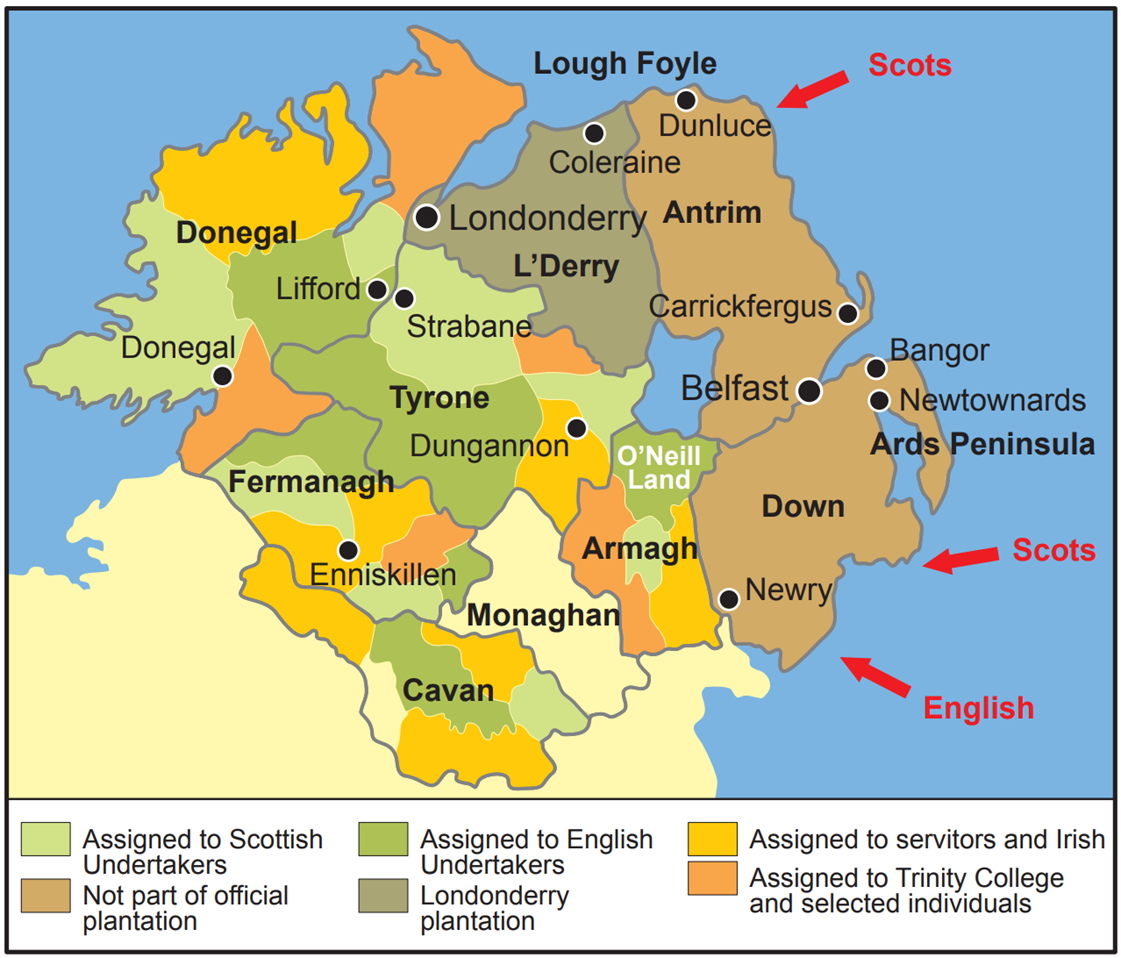 Lough Foyle
Scots
Dunluce
Coleraine
Londonderry
Antrim
Donegal
L'Derry
Lifford
Strabane
Carrickfergus
Donegal
Bangor
Belfast
Newtownards
Tyrone
Dungannon
Ards Peninsula
O'Neill
Land
Fermanagh
Down
Armagh
Scots
Enniskillen
Newry
Monaghan
Cavan
English
Assigned to Scottish
Undertakers
Assigned to English
Undertakers
Assigned to servitors and Irish
Not part of official
plantation
Londonderry
plantation
Assigned to Trinity College
and selected individuals